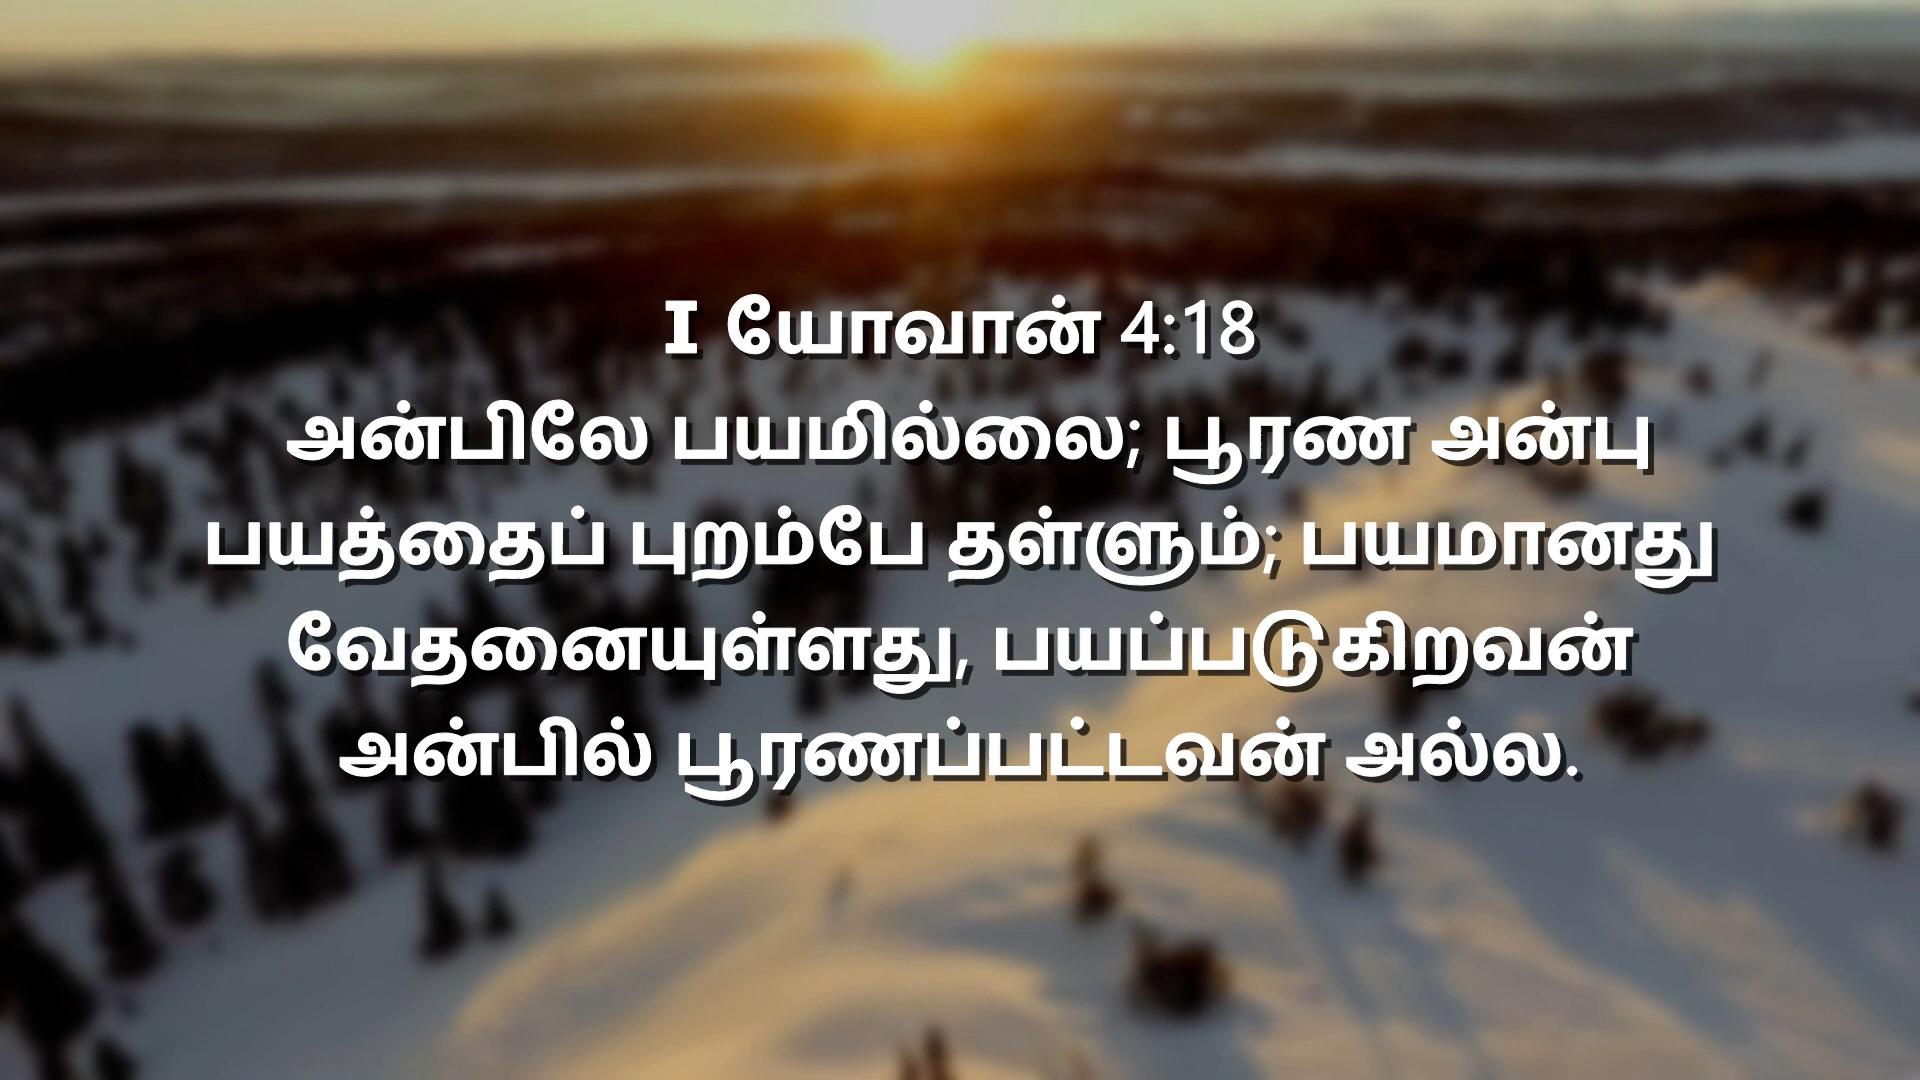 I யோவான் 4:18
அன்பிலே பயமில்லை; பூரண அன்பு
பயத்தைப் புறம்பே தள்ளும்; பயமானது
வேதனையுள்ளது, பயப்படுகிறவன்
அன்பில் பூரணப்பட்டவன் அல்ல.